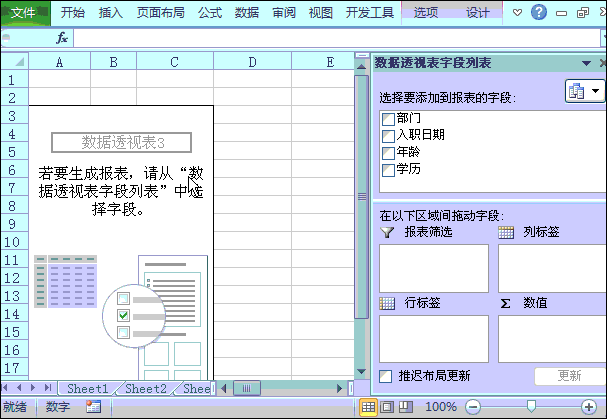 文件 开始 插入 页面布局 公式 数据 审阅 视图 开发工具 选项 设计
fx
A B C D E
数据透视表字段列表
选择要添加到报表的字段:
部门
入职日期
年龄
学历
1
2
3
4
5
6
7
8
9
10
11
12
13
14
15
16
17
数据透视表3
若要生成报表，请从“数
据透视表字段列表”中选
择字段。
在以下区域间拖动字段:
报表筛选 列标签
行标签 Σ 数值
推迟布局更新 更新
Sheet1 Sheet2 Shee
就绪 数字 100%